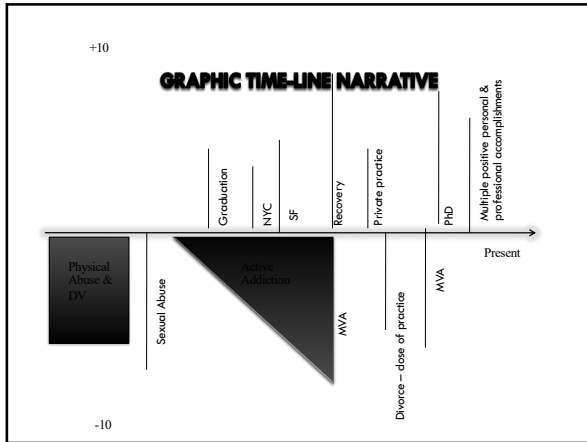 +10
GRAPHIC TIME-LINE NARRATIVE
Graduation
NYC
SF
Recovery
Private practice
PhD
Multiple positive personal &
professional accomplishments
Present
Physical
Abuse &
DV
Sexual Abuse
Active
Addiction
MVA
Divorce – close of practice
MVA
-10